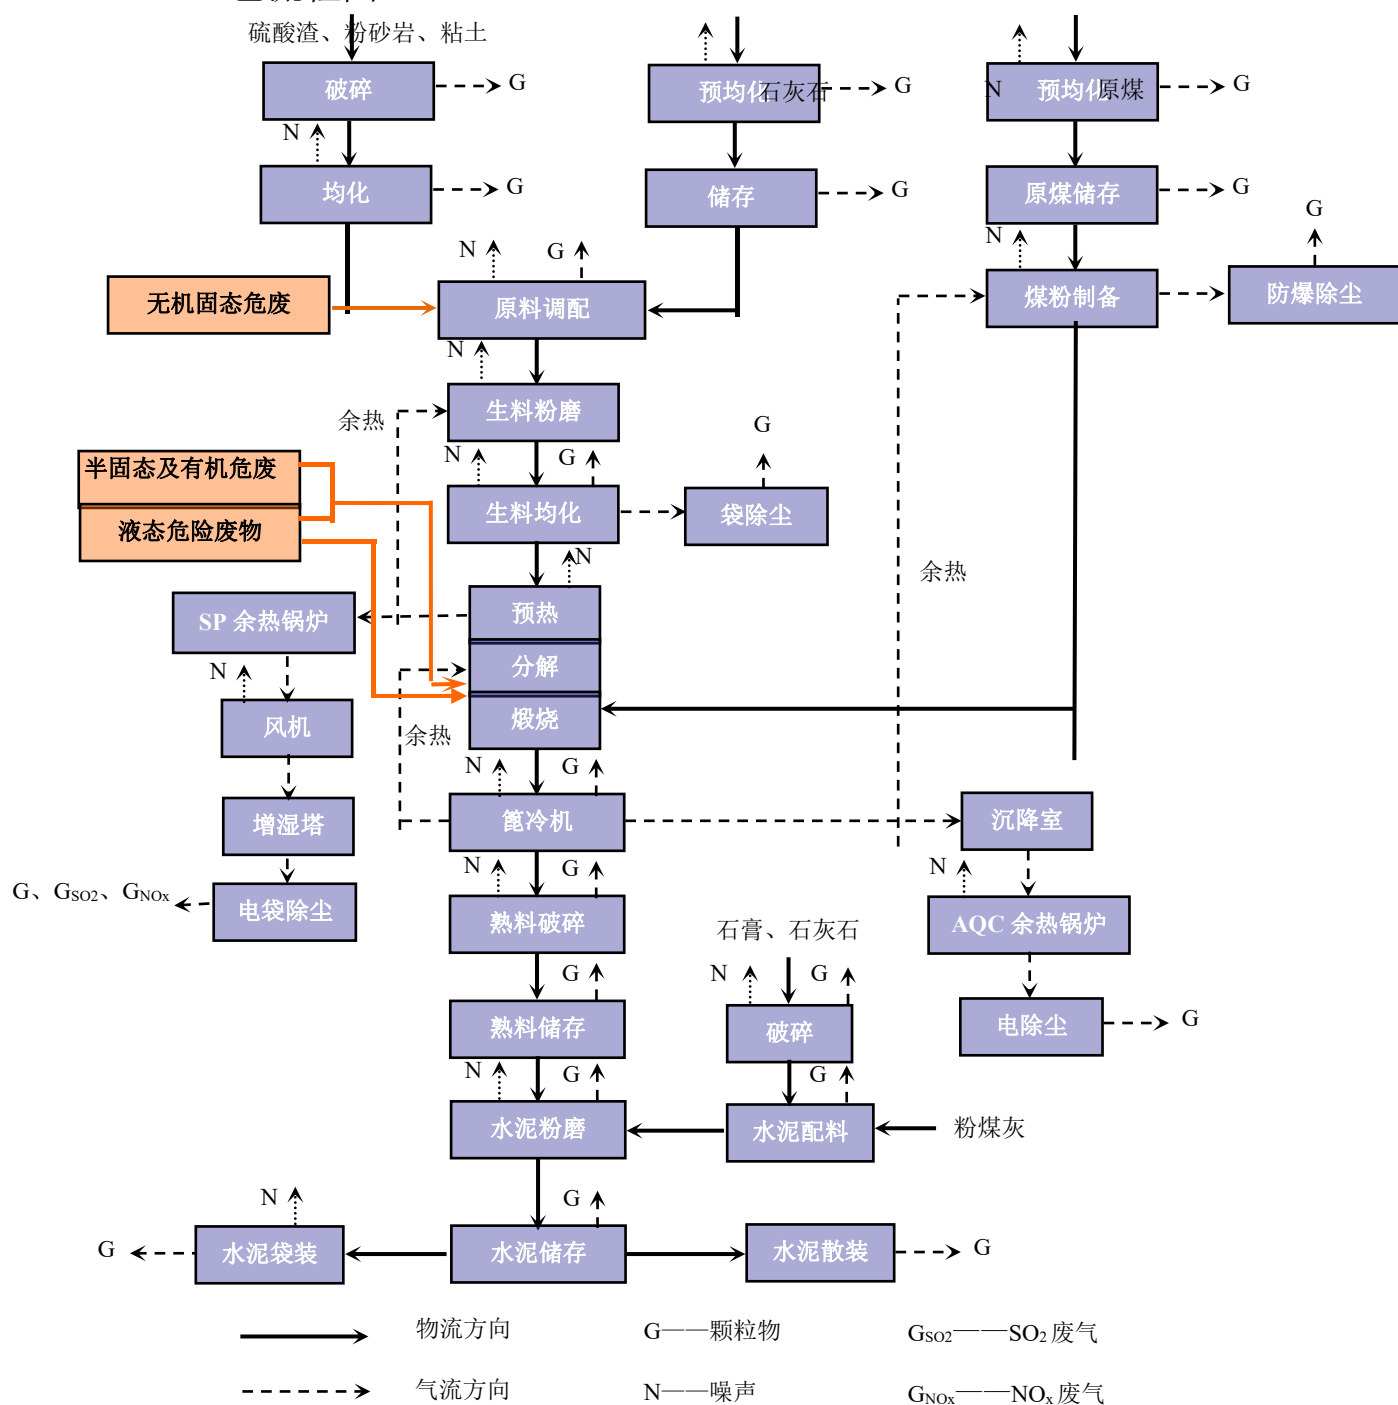 硫酸渣、粉砂岩、粘土
破碎
G
预均化
石灰石
G
N
预均化
原煤
G
N
均化
G
储存
G
原煤储存
G
G
N
G
N
无机固态危废
原料调配
煤粉制备
防爆除尘
N
生料粉磨
余热
G
半固态及有机危废
N
G
生料均化
袋除尘
液态危险废物
N
余热
SP 余热锅炉
预热
N
分解
风机
煅烧
余热
N
G
增湿塔
篦冷机
沉降室
N
G
N
G、GSO2、GNOx
电袋除尘
熟料破碎
石膏、石灰石
AQC 余热锅炉
G
N
G
熟料储存
破碎
电除尘
G
N
G
G
水泥粉磨
水泥配料
粉煤灰
N
G
G
水泥袋装
水泥储存
水泥散装
G
物流方向
G——颗粒物
GSO2——SO2 废气
气流方向
N——噪声
GNOx——NOx 废气